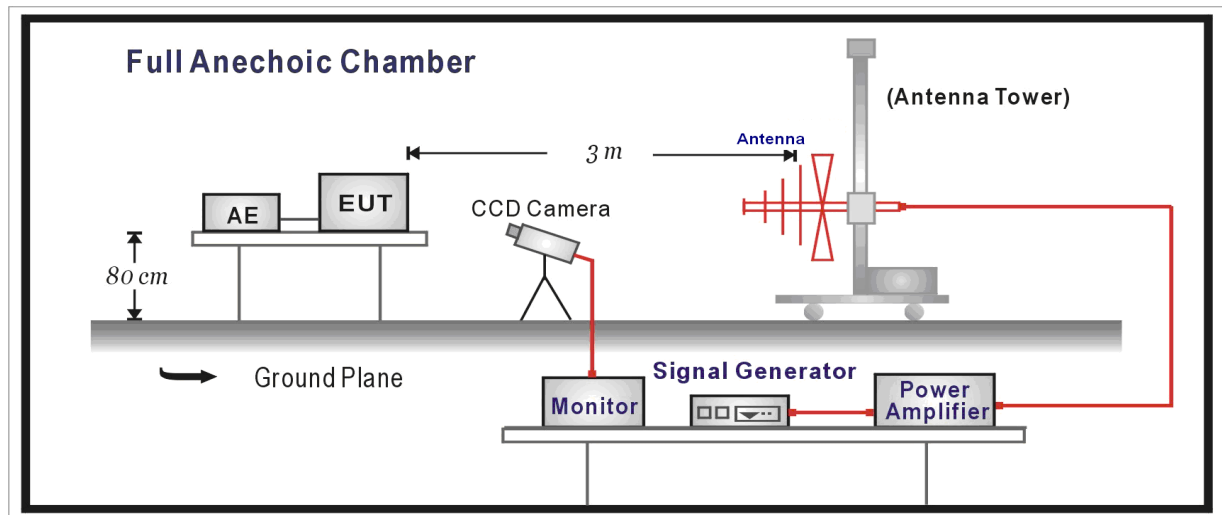 Full Anechoic Chamber
(Antenna Tower)
Antenna
3 m
EUT
AE
CCD Camera
80 cm
Ground Plane
Signal Generator
Monitor
Power
Amplifier